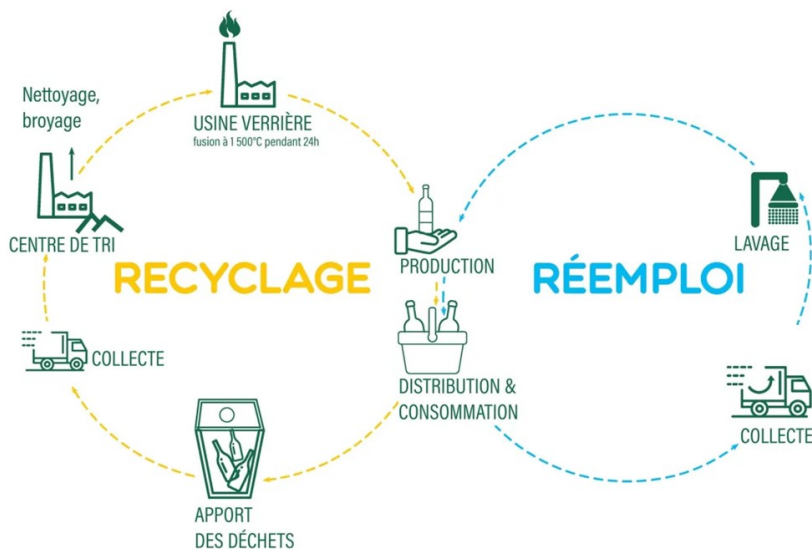 Nettoyage,
broyage
USINE VERRIÈRE
fusion à 1 500°C pendant 24h
CENTRE DE TRI
LAVAGE
PRODUCTION
RECYCLAGE
RÉEMPLOI
COLLECTE
DISTRIBUTION &
CONSOMMATION
COLLECTE
APPORT
DES DÉCHETS